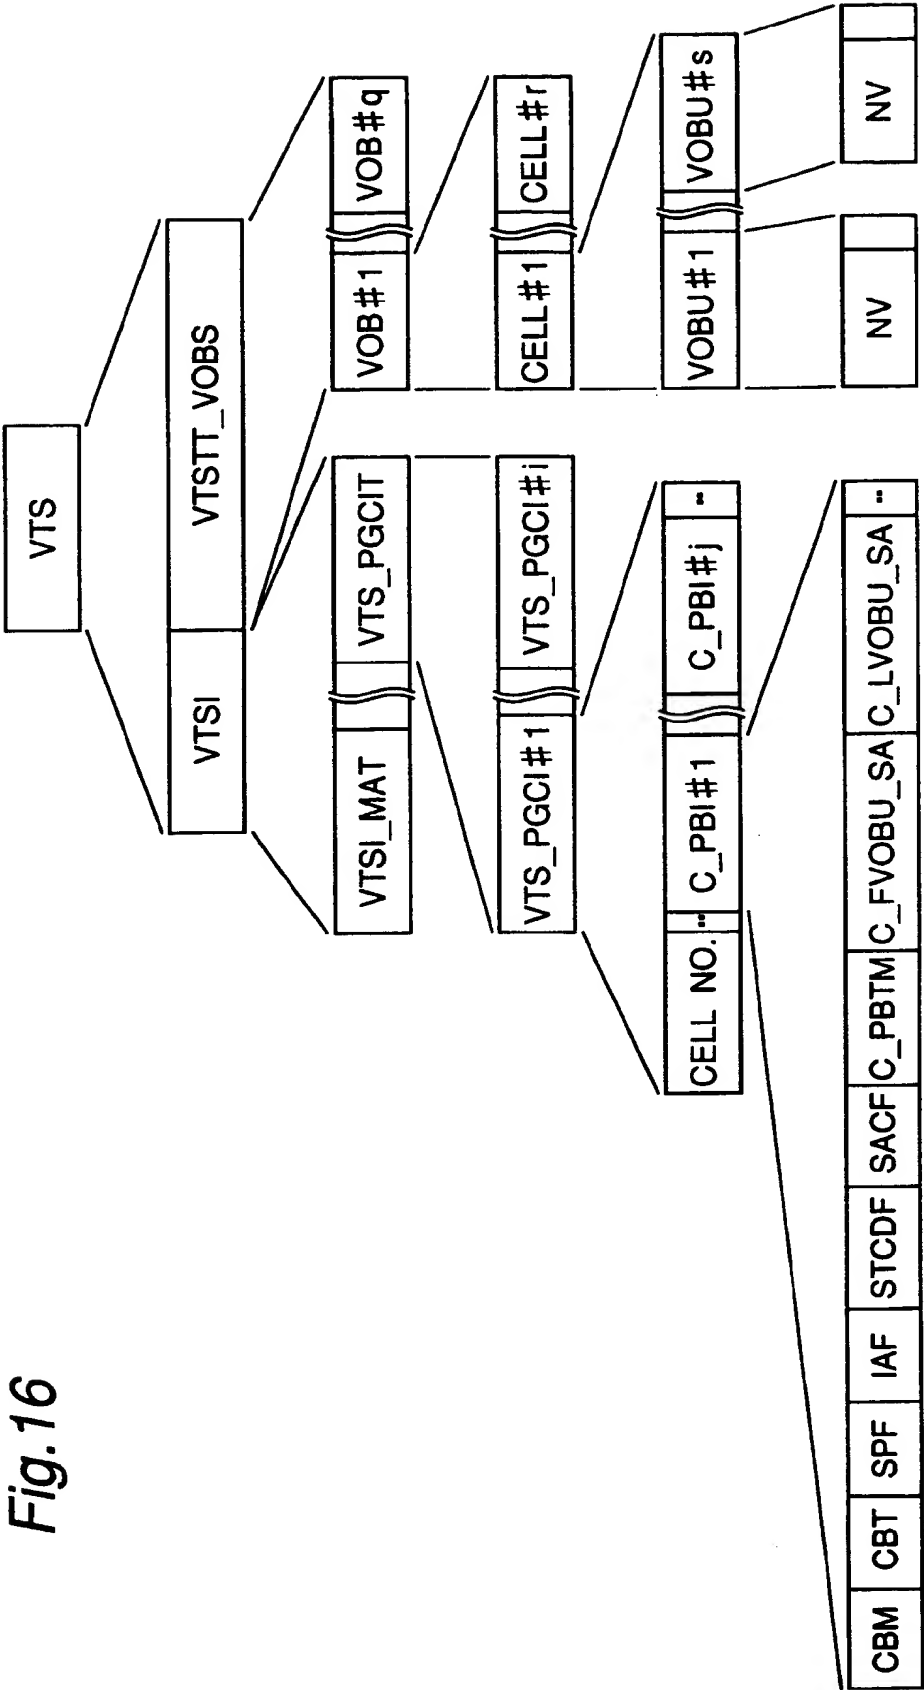 Fig.16
VTS
VTSI VTSTT_VOBS
VTSI_MAT VTS_PGCIT VOB#1 VOB#q
VTS_PGCI#1 VTS_PGCI#i CELL#1 CELL#r
CELL NO. -- C_PBI#1 C_PBI#j -- VOBU#1 VOBU#s
CBM CBT SPF IAF STCDF SACF C_PBTM C_FVOBU_SA C_LVOBU_SA -- NV NV